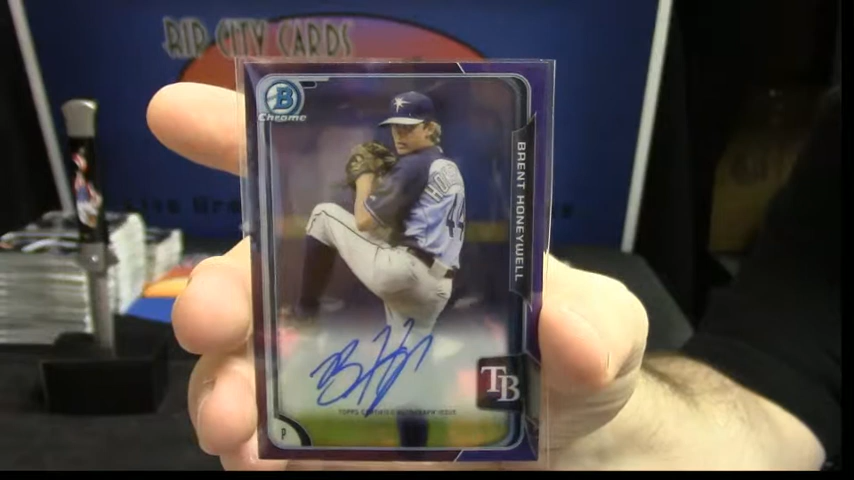 RIP CITY CARDS
B
Chrome
BRENT HONEYWELL
44
TB
TOPPS CERTIFIED AUTOGRAPH ISSUE
P